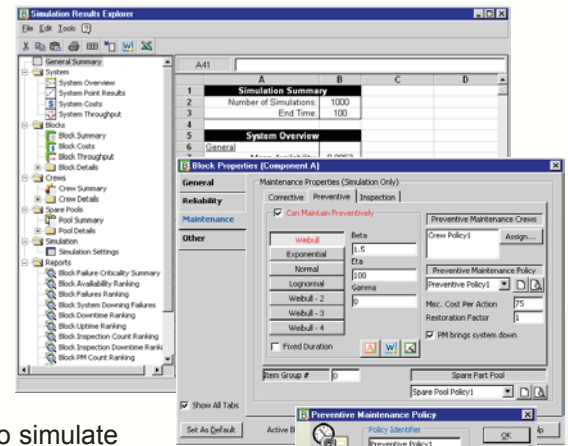 Simulation Results Explorer
File Edit Tools ?
General Summary
System
System Overview
System Point Results
System Costs
System Throughput
Blocks
Block Summary
Block Costs
Block Throughput
Block Details
Crews
Crew Summary
Crew Details
Spare Pools
Pool Summary
Pool Details
Simulation
Simulation Settings
Reports
Block Failure Criticality Summary
Block Availability Ranking
Block Failures Ranking
Block System Downing Failures
Block Downtime Ranking
Block Uptime Ranking
Block Inspection Count Ranking
Block Inspection Downtime Ranki
Block PM Count Ranking
A41
A B C D
1 Simulation Summary
2 Number of Simulations: 1000
3 End Time: 100
4
5 System Overview
6 General
Block Properties (Component A)
General
Reliability
Maintenance
Other
Maintenance Properties (Simulation Only)
Corrective Preventive Inspection
Can Maintain Preventively
Weibull
Exponential
Normal
Lognormal
Weibull - 2
Weibull - 3
Weibull - 4
Fixed Duration
Beta
1.5
Eta
100
Gamma
0
Preventive Maintenance Crews
Crew Policy1 Assign...
Preventive Maintenance Policy
Preventive Policy1
Misc. Cost Per Action 75
Restoration Factor 1
PM brings system down
Item Group # 0
Spare Part Pool
Spare Pool Policy1
Show All Tabs
Set As Default
Active Bl
Preventive Maintenance Policy
Policy Identifier
Preventive Policy1
OK
lp
o simulate